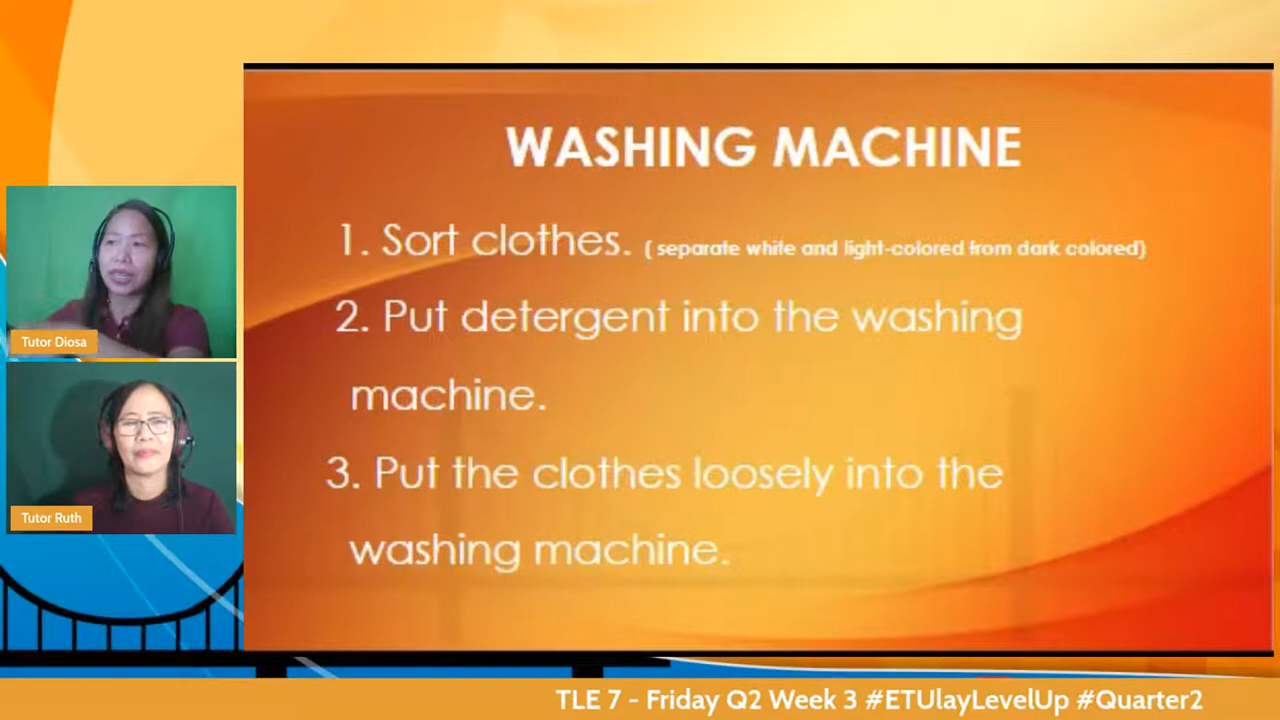 WASHING MACHINE
1. Sort clothes. ( separate white and light-colored from dark colored)
2. Put detergent into the washing
machine.
3. Put the clothes loosely into the
washing machine.
Tutor Diosa
Tutor Ruth
TLE 7 - Friday Q2 Week 3 #ETUlayLevelUp #Quarter2